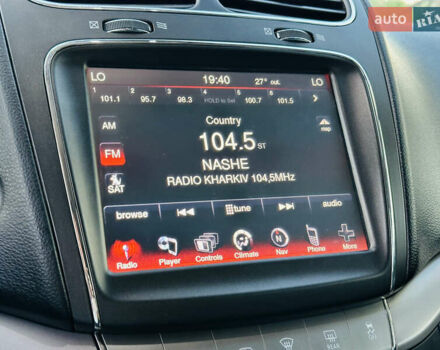 auto RIA
LO 19:40 27° out. LO
1 2 3 4 5 6
101.1 95.7 98.3 HOLD to Set 100.7 101.5
AM
Country
map
104.5 ST
FM
NASHE
RADIO KHARKIV 104,5MHz
SAT
browse tune audio
Radio Player Controls Climate Nav Phone More
REAR